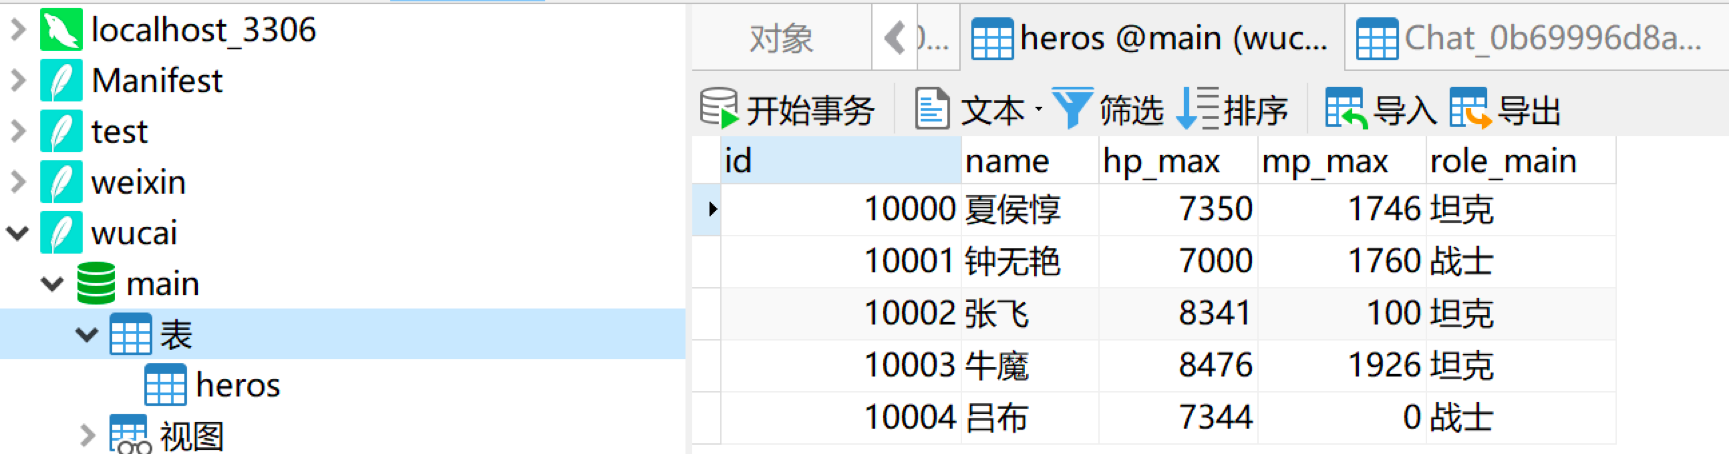 localhost_3306
Manifest
test
weixin
wucai
main
表
heros
视图
对象 0... heros @main (wuc... Chat_0b69996d8a...
开始事务 文本 筛选 排序 导入 导出
id name hp_max mp_max role_main
10000 夏侯惇 7350 1746 坦克
10001 钟无艳 7000 1760 战士
10002 张飞 8341 100 坦克
10003 牛魔 8476 1926 坦克
10004 吕布 7344 0 战士